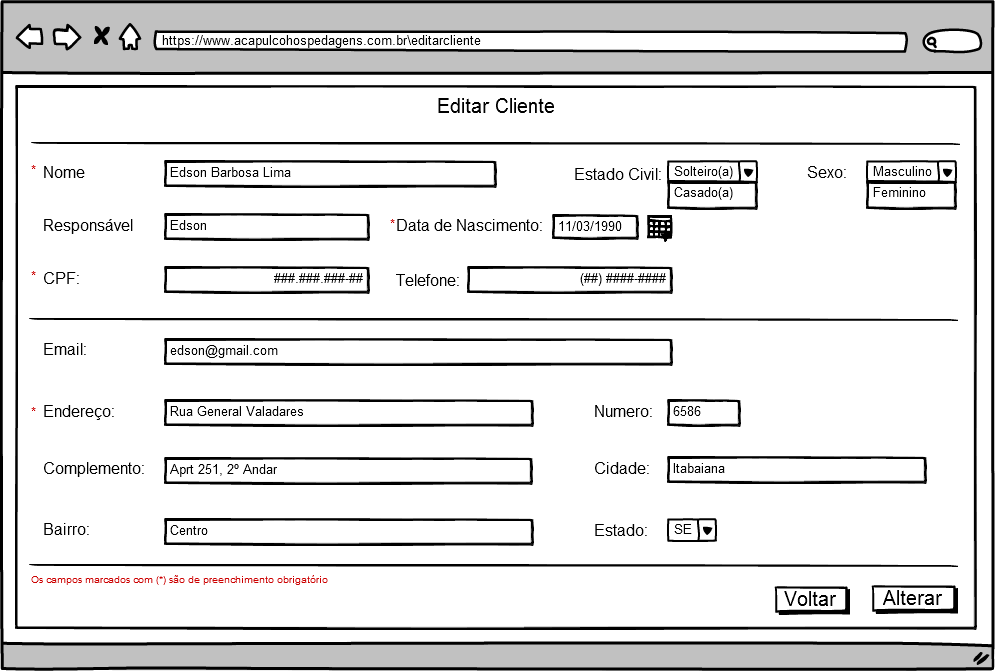 https://www.acapulcohospedagens.com.br\editarcliente
Editar Cliente
* Nome Edson Barbosa Lima Estado Civil: Solteiro(a) Sexo: Masculino
Casado(a) Feminino
Responsável Edson *Data de Nascimento: 11/03/1990
* CPF: ###.###.###-## Telefone: (##) ####-####
Email: edson@gmail.com
* Endereço: Rua General Valadares Numero: 6586
Complemento: Aprt 251, 2º Andar Cidade: Itabaiana
Bairro: Centro Estado: SE
Os campos marcados com (*) são de preenchimento obrigatório
Voltar Alterar